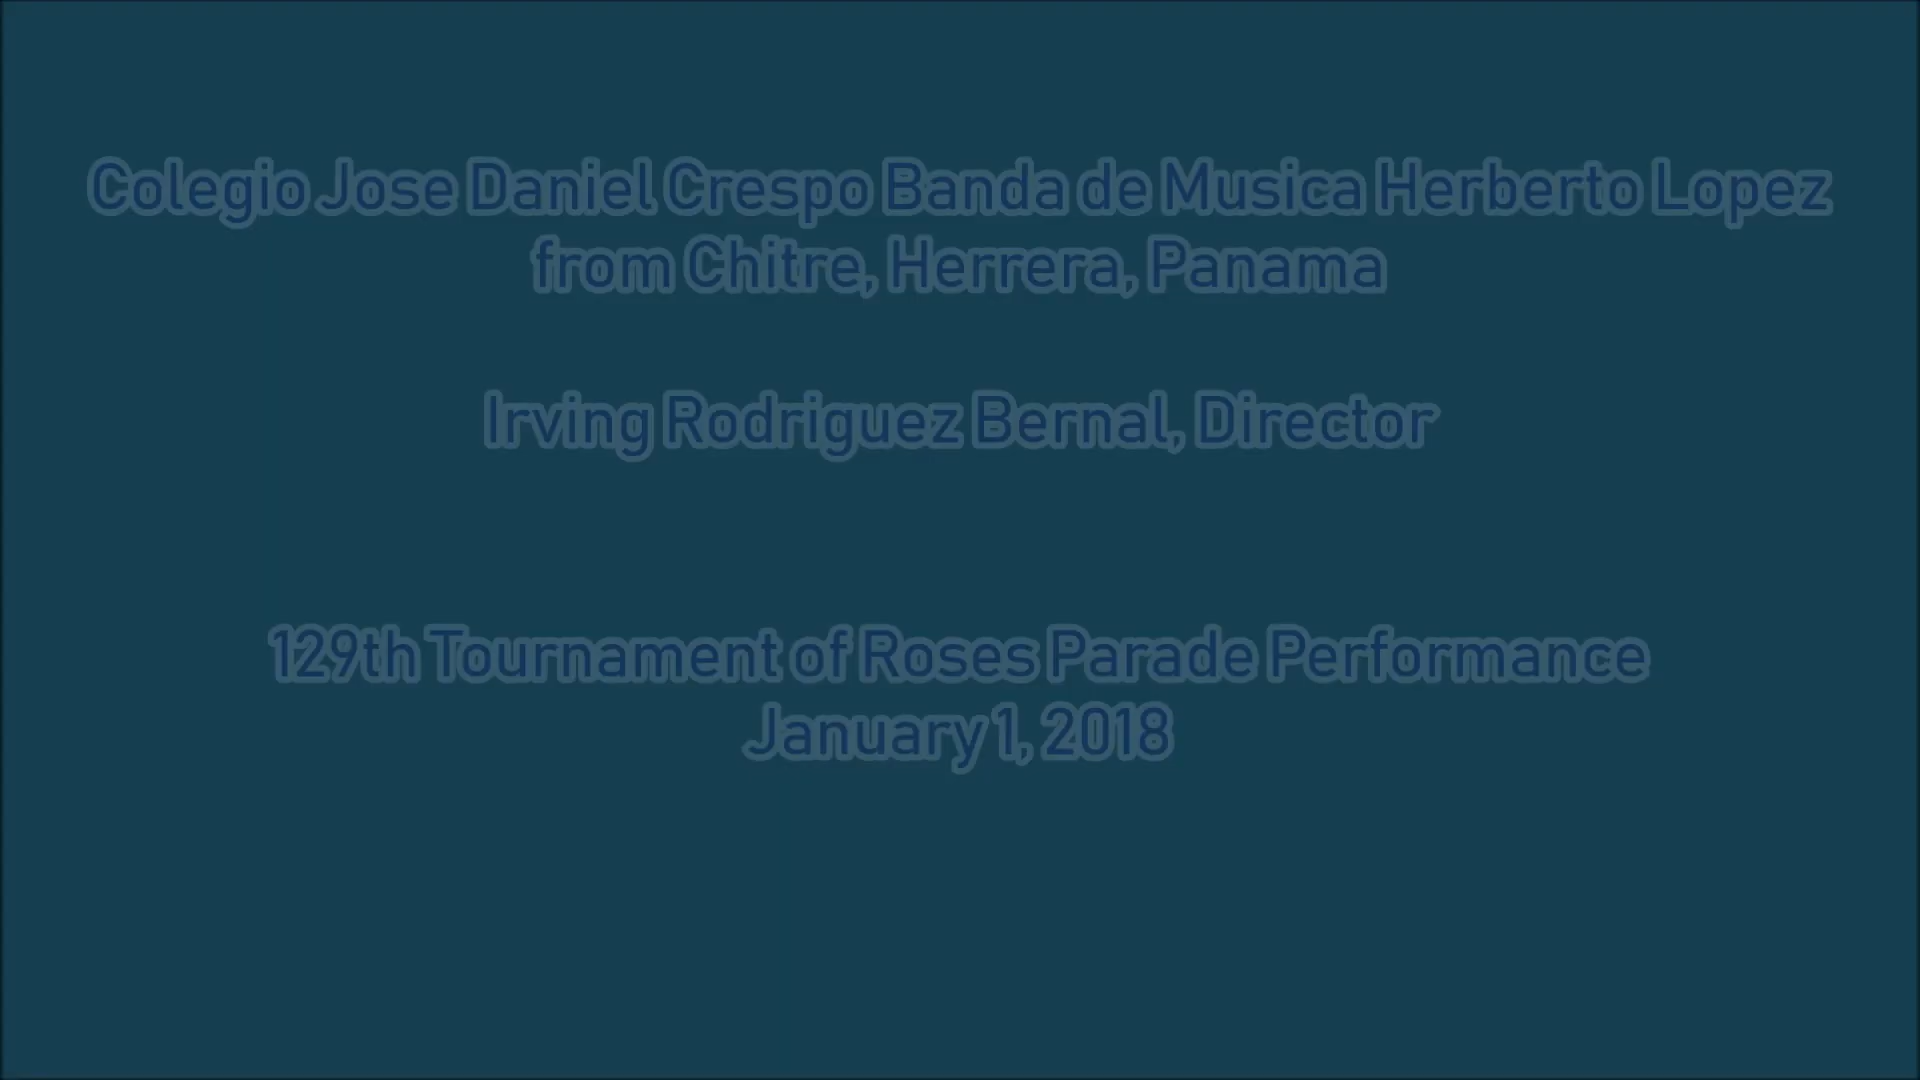 Colegio Jose Daniel Crespo Banda de Musica Herberto Lopez
from Chitre, Herrera, Panama
Irving Rodriguez Bernal, Director
129th Tournament of Roses Parade Performance
January 1, 2018